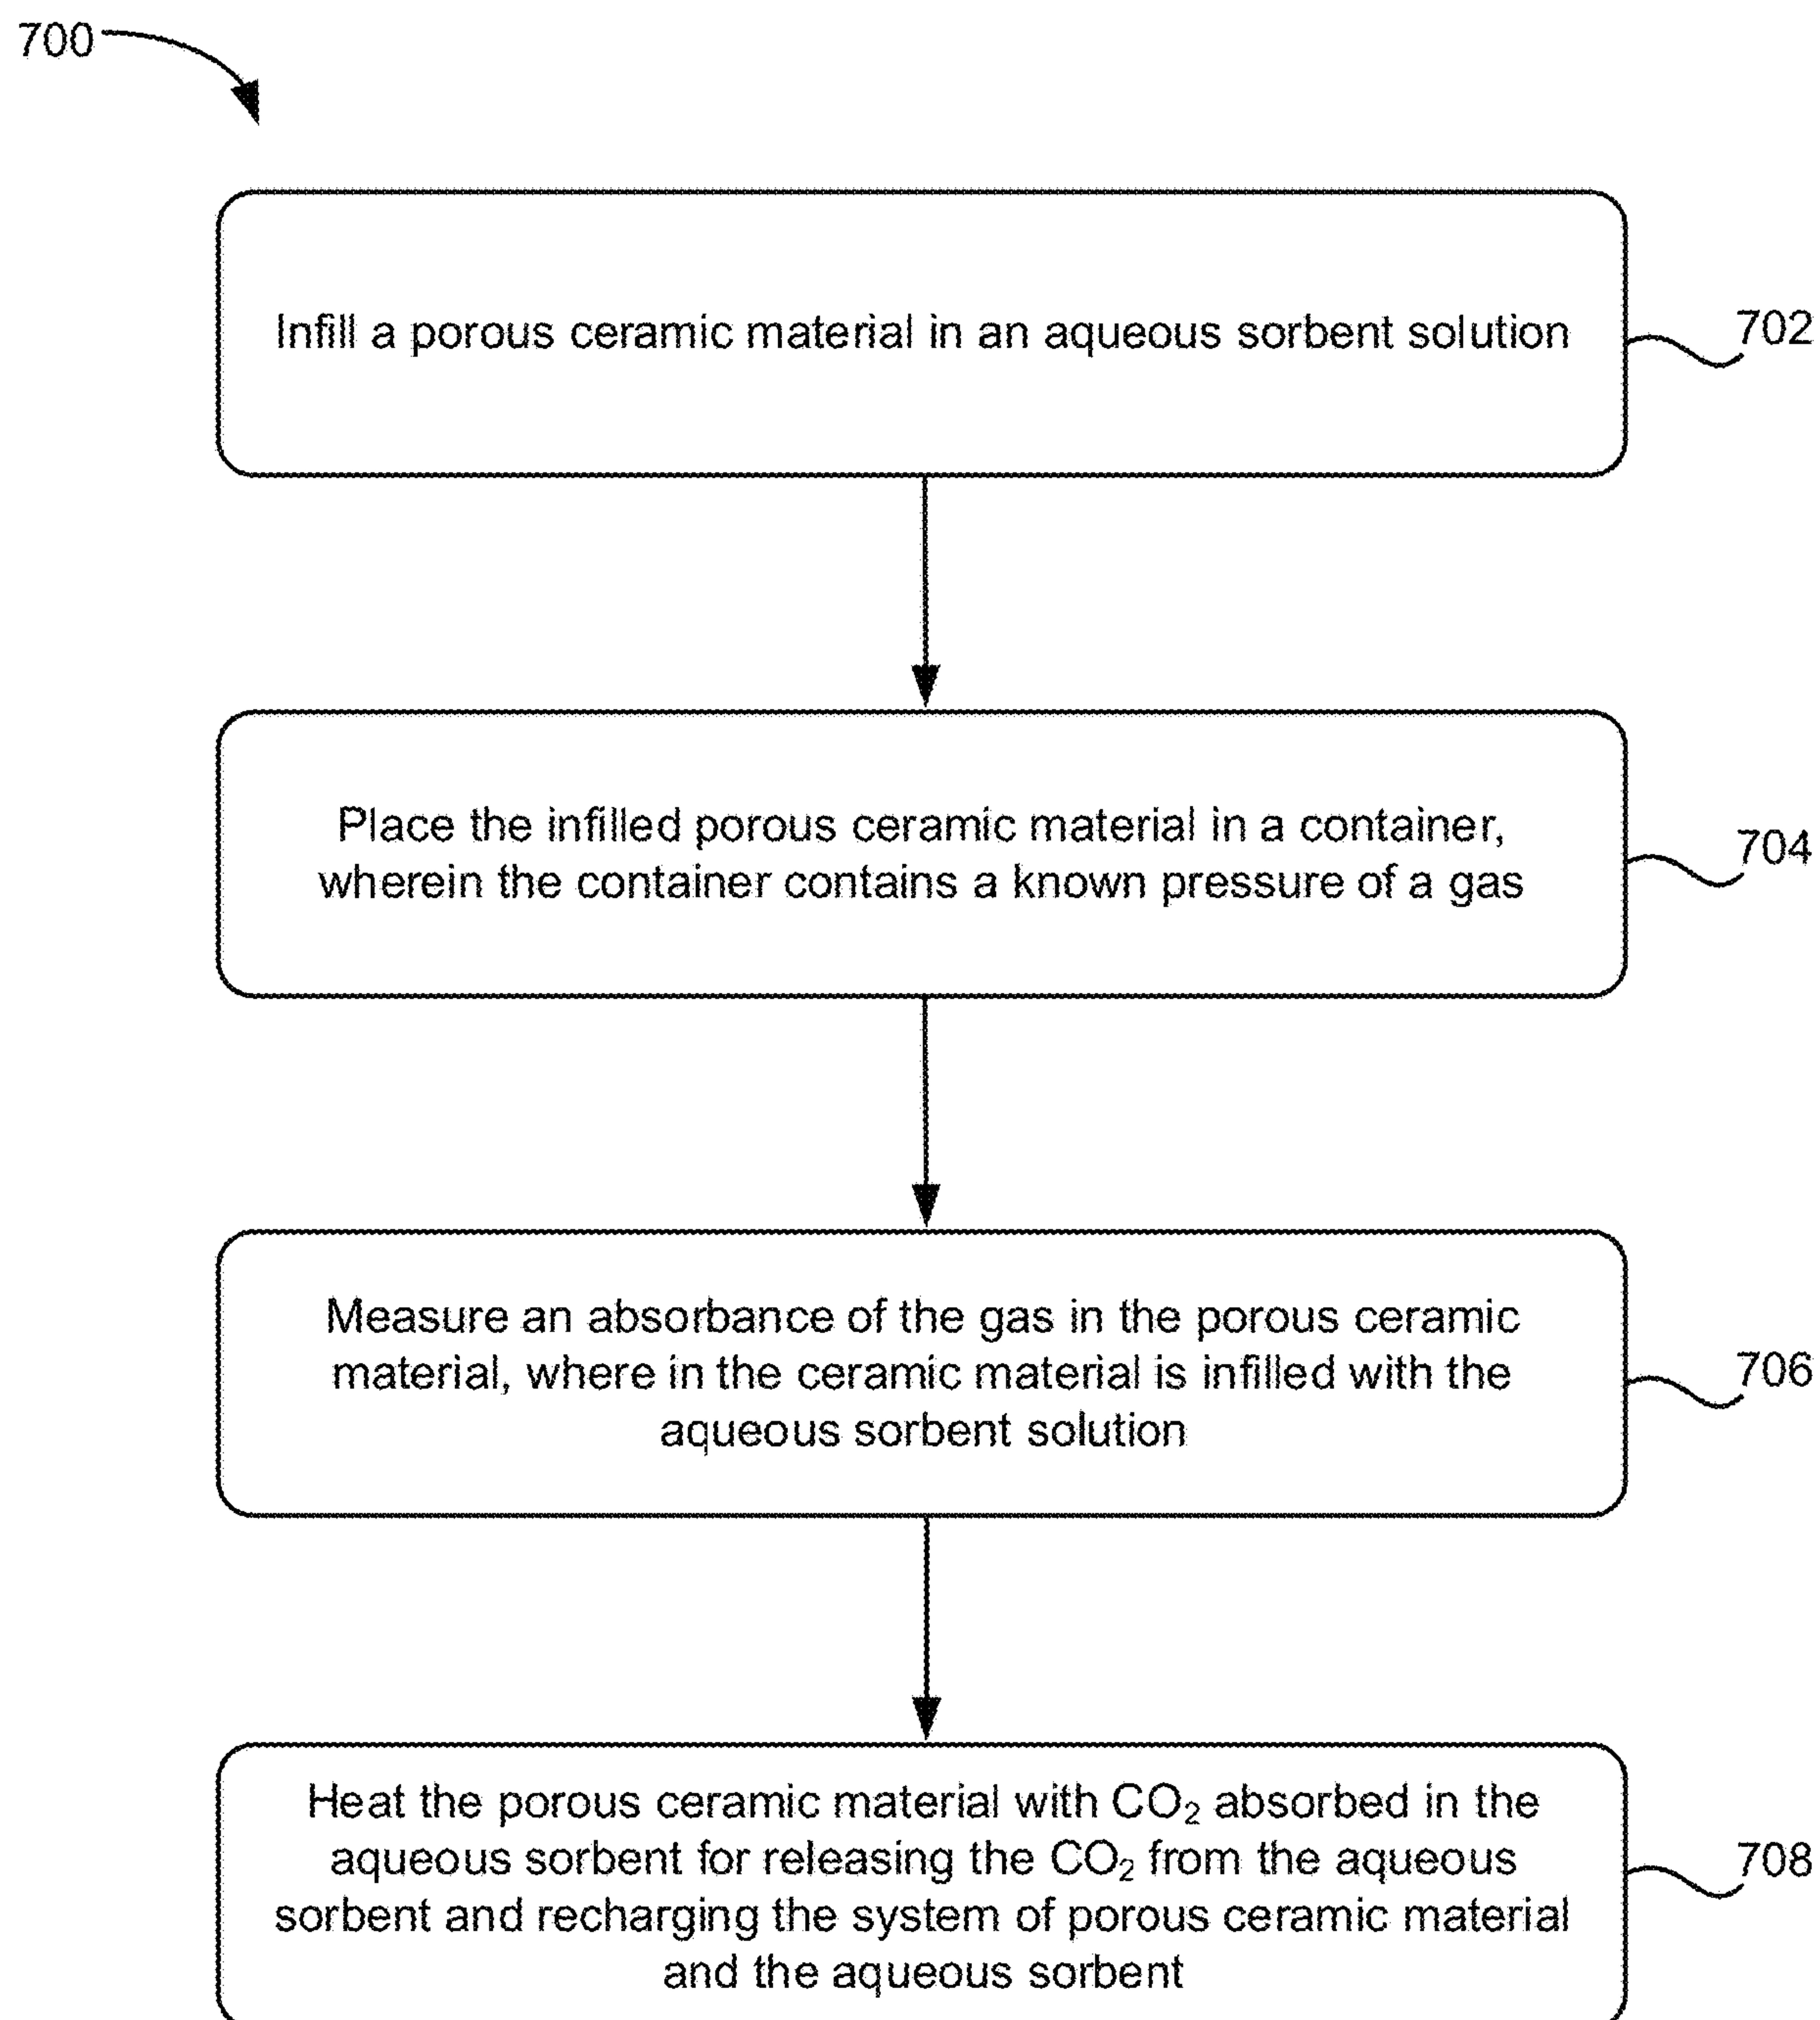 700
Infill a porous ceramic material in an aqueous sorbent solution
702
Place the infilled porous ceramic material in a container,
wherein the container contains a known pressure of a gas
704
Measure an absorbance of the gas in the porous ceramic
material, where in the ceramic material is infilled with the
aqueous sorbent solution
706
Heat the porous ceramic material with CO₂ absorbed in the
aqueous sorbent for releasing the CO₂ from the aqueous
sorbent and recharging the system of porous ceramic material
and the aqueous sorbent
708